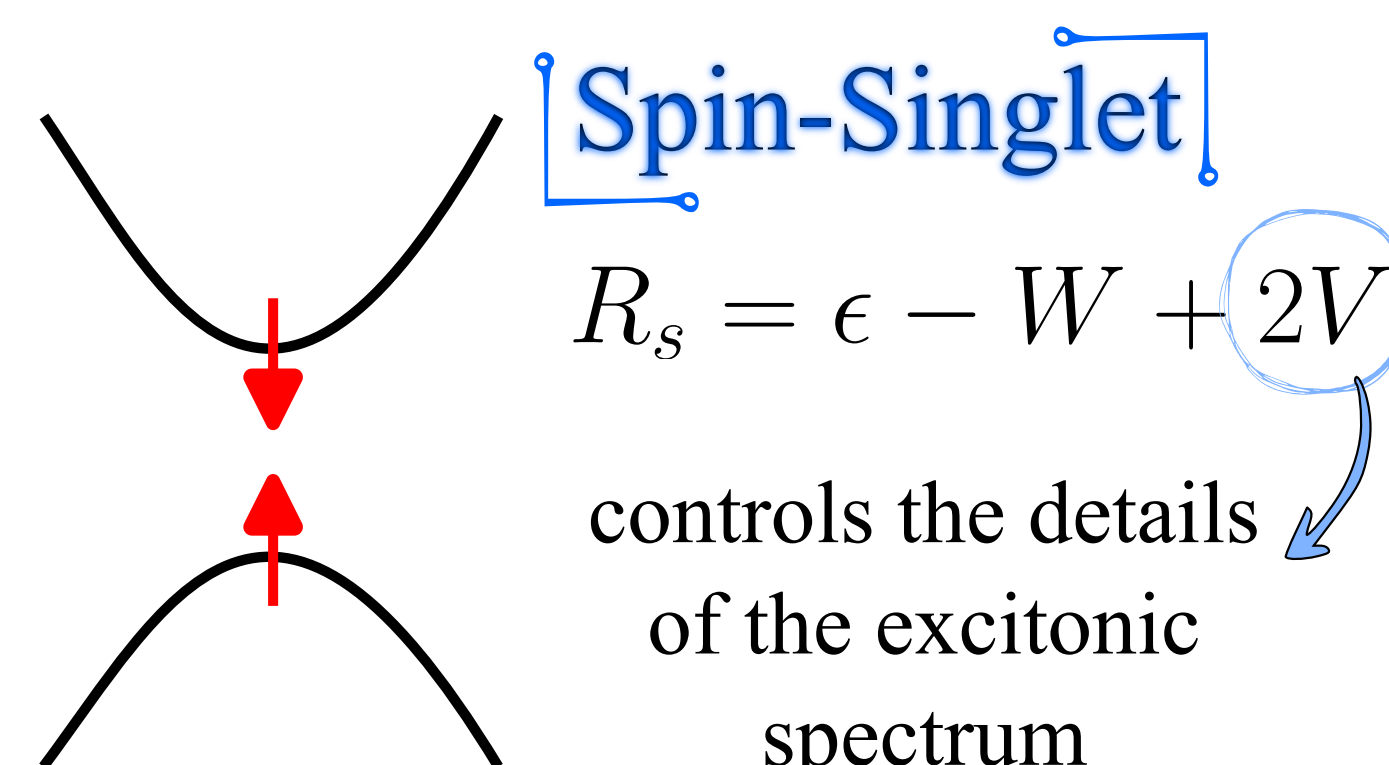 Spin-Singlet
R_s = ϵ − W + 2V
controls the details
of the excitonic
spectrum